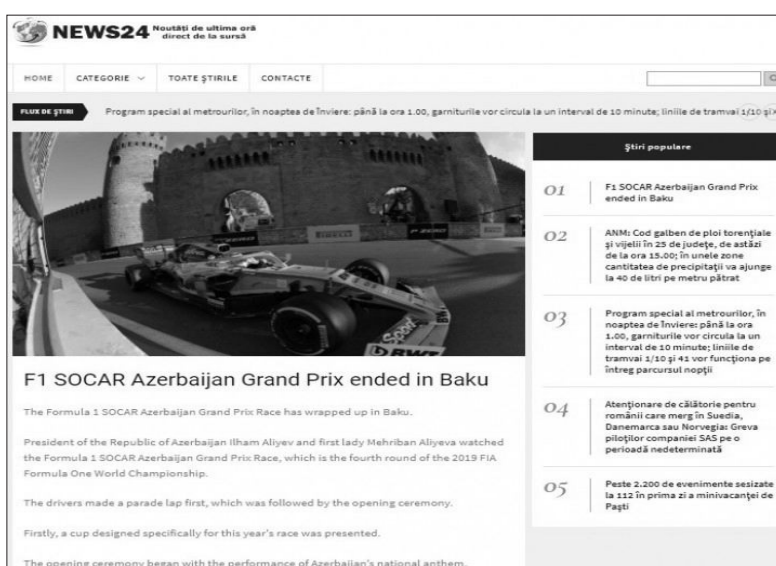 NEWS24 Noutăți de ultima oră
direct de la sursă
HOME CATEGORIE TOATE ȘTIRILE CONTACTE
FLUX DE ȘTIRI Program special al metrourilor, în noaptea de Înviere: până la ora 1.00, garniturile vor circula la un interval de 10 minute; liniile de tramvai 1/10 și
PIRELLI
P ZERO
PIRELLI
Sport
BWT
F1 SOCAR Azerbaijan Grand Prix ended in Baku
The Formula 1 SOCAR Azerbaijan Grand Prix Race has wrapped up in Baku.
President of the Republic of Azerbaijan Ilham Aliyev and first lady Mehriban Aliyeva watched
the Formula 1 SOCAR Azerbaijan Grand Prix Race, which is the fourth round of the 2019 FIA
Formula One World Championship.
The drivers made a parade lap first, which was followed by the opening ceremony.
Firstly, a cup designed specifically for this year's race was presented.
The opening ceremony began with the performance of Azerbaijan's national anthem.
Știri populare
01 F1 SOCAR Azerbaijan Grand Prix
ended in Baku
02 ANM: Cod galben de ploi torențiale
și vijelii în 25 de județe, de astăzi
de la ora 15.00; în unele zone
cantitatea de precipitații va ajunge
la 40 de litri pe metru pătrat
03 Program special al metrourilor, în
noaptea de Înviere: până la ora
1.00, garniturile vor circula la un
interval de 10 minute; liniile de
tramvai 1/10 și 41 vor funcționa pe
întreg parcursul nopții
04 Atenționare de călătorie pentru
românii care merg în Suedia,
Danemarca sau Norvegia: Greva
piloților companiei SAS pe o
perioadă nedeterminată
05 Peste 2.200 de evenimente sesizate
la 112 în prima zi a minivacanței de
Paști